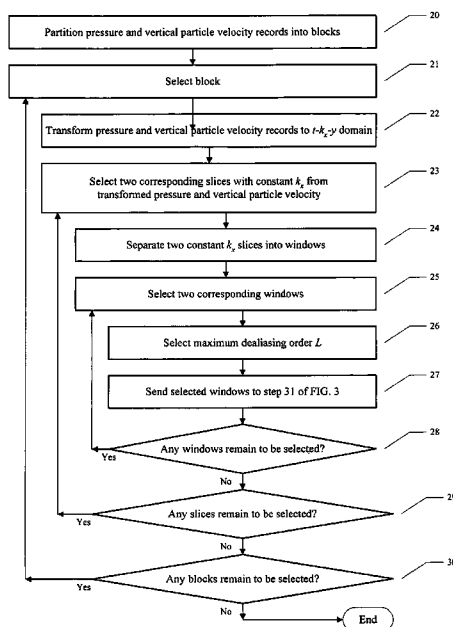 Partition pressure and vertical particle velocity records into blocks
20
Select block
21
Transform pressure and vertical particle velocity records to t-kx-y domain
22
Select two corresponding slices with constant kx from
transformed pressure and vertical particle velocity
23
Separate two constant kx slices into windows
24
Select two corresponding windows
25
Select maximum dealiasing order L
26
Send selected windows to step 31 of FIG. 3
27
Any windows remain to be selected?
28
Yes
No
Any slices remain to be selected?
29
Yes
No
Any blocks remain to be selected?
30
Yes
No
End